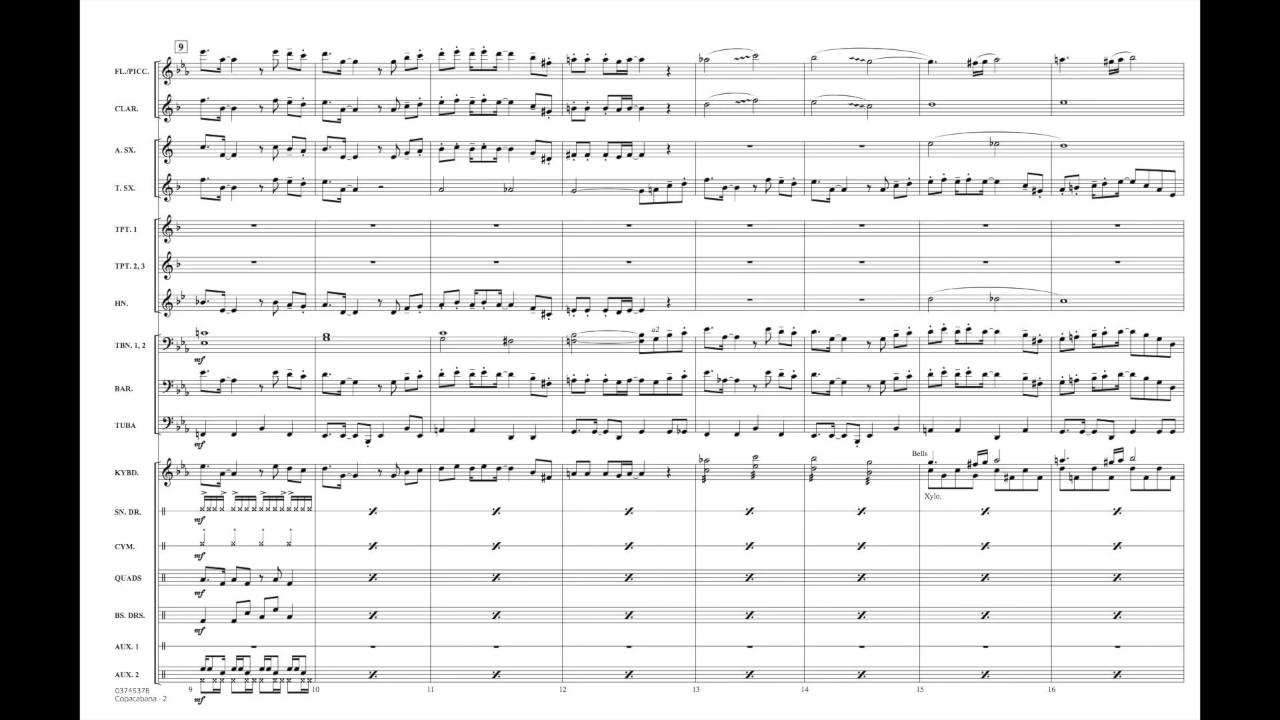 9
FL./PICC.
CLAR.
A. SX.
T. SX.
TPT. 1
TPT. 2, 3
HN.
TBN. 1, 2
a2
mf
BAR.
TUBA
mf
Bells
KYBD.
Xylo.
SN. DR.
mf
CYM.
mf
QUADS
mf
BS. DRS.
mf
AUX. 1
AUX. 2
9 10 11 12 13 14 15 16
mf
03745378
Copacabana - 2